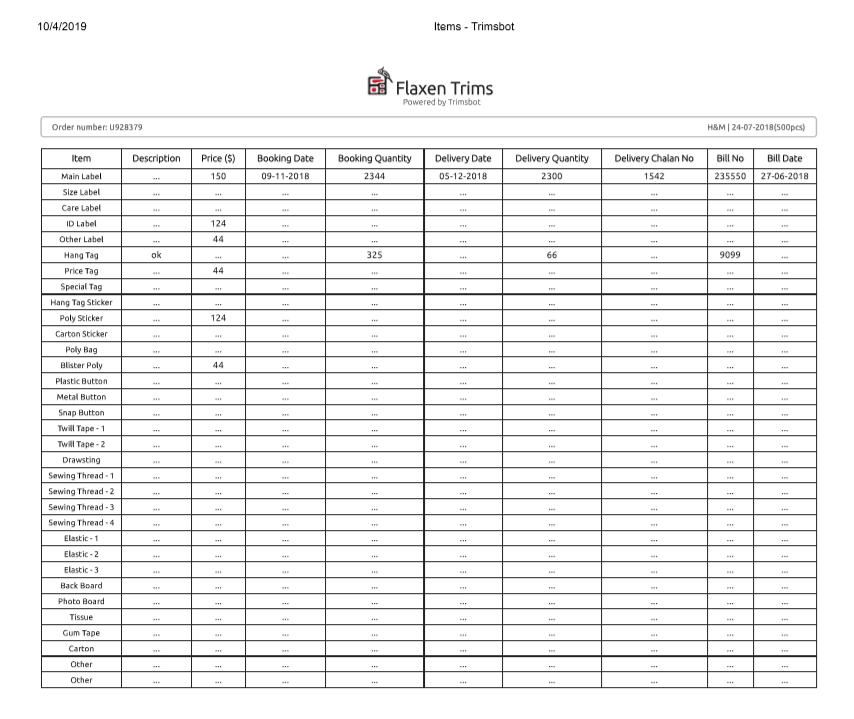 10/4/2019 Items - Trimsbot
Flaxen Trims
Powered by Trimsbot
Order number: U928379 H&M | 24-07-2018(500pcs)
Item Description Price ($) Booking Date Booking Quantity Delivery Date Delivery Quantity Delivery Chalan No Bill No Bill Date
Main Label ... 150 09-11-2018 2344 05-12-2018 2300 1542 235550 27-06-2018
Size Label ... ... ... ... ... ... ... ... ...
Care Label ... ... ... ... ... ... ... ... ...
ID Label ... 124 ... ... ... ... ... ... ...
Other Label ... 44 ... ... ... ... ... ... ...
Hang Tag ok ... ... 325 ... 66 ... 9099 ...
Price Tag ... 44 ... ... ... ... ... ... ...
Special Tag ... ... ... ... ... ... ... ... ...
Hang Tag Sticker ... ... ... ... ... ... ... ... ...
Poly Sticker ... 124 ... ... ... ... ... ... ...
Carton Sticker ... ... ... ... ... ... ... ... ...
Poly Bag ... ... ... ... ... ... ... ... ...
Blister Poly ... 44 ... ... ... ... ... ... ...
Plastic Button ... ... ... ... ... ... ... ... ...
Metal Button ... ... ... ... ... ... ... ... ...
Snap Button ... ... ... ... ... ... ... ... ...
Twill Tape - 1 ... ... ... ... ... ... ... ... ...
Twill Tape - 2 ... ... ... ... ... ... ... ... ...
Drawsting ... ... ... ... ... ... ... ... ...
Sewing Thread - 1 ... ... ... ... ... ... ... ... ...
Sewing Thread - 2 ... ... ... ... ... ... ... ... ...
Sewing Thread - 3 ... ... ... ... ... ... ... ... ...
Sewing Thread - 4 ... ... ... ... ... ... ... ... ...
Elastic - 1 ... ... ... ... ... ... ... ... ...
Elastic - 2 ... ... ... ... ... ... ... ... ...
Elastic - 3 ... ... ... ... ... ... ... ... ...
Back Board ... ... ... ... ... ... ... ... ...
Photo Board ... ... ... ... ... ... ... ... ...
Tissue ... ... ... ... ... ... ... ... ...
Gum Tape ... ... ... ... ... ... ... ... ...
Carton ... ... ... ... ... ... ... ... ...
Other ... ... ... ... ... ... ... ... ...
Other ... ... ... ... ... ... ... ... ...